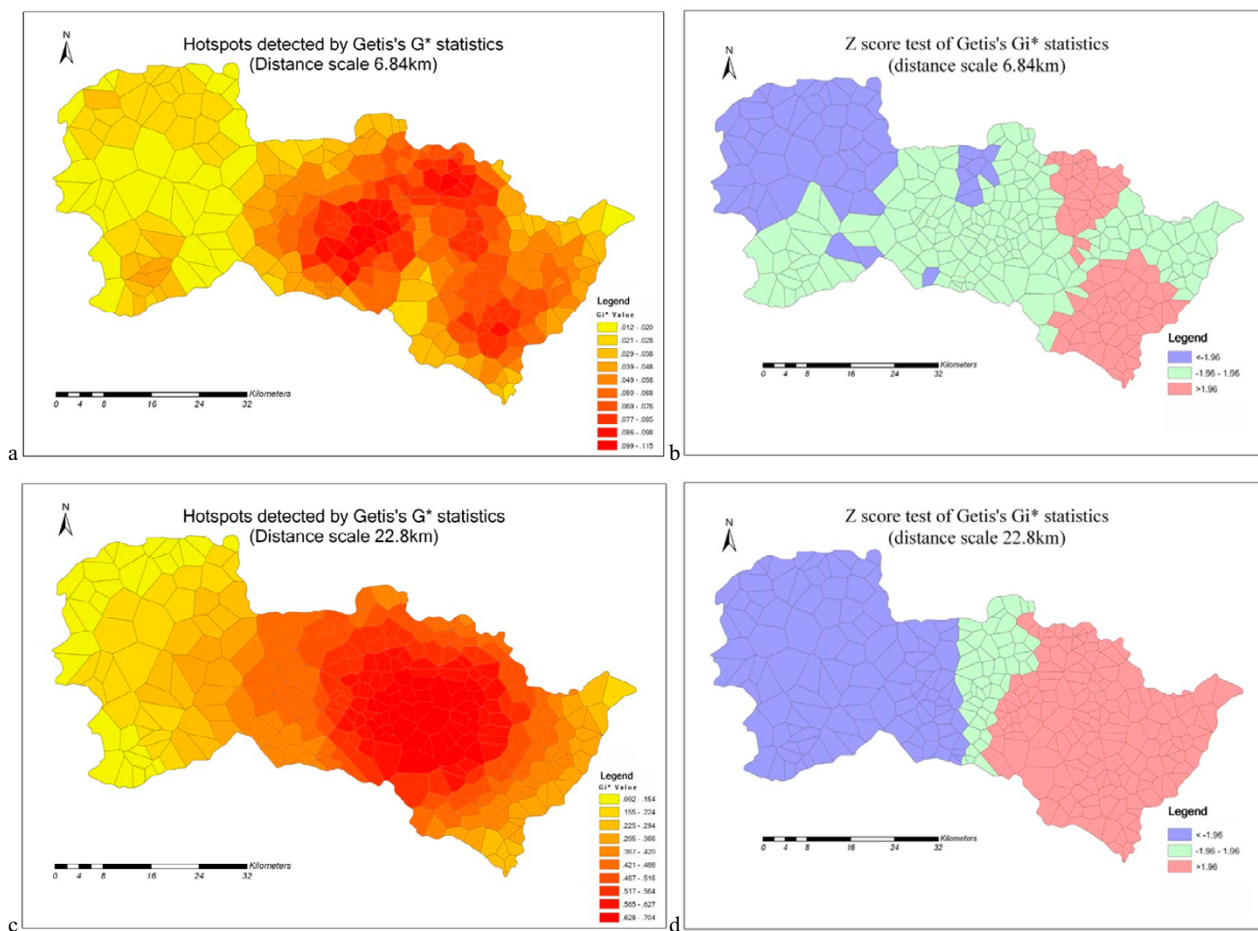 N
Hotspots detected by Getis's G* statistics
(Distance scale 6.84km)
Legend
Gi* Value
.012 - .020
.021 - .028
.029 - .038
.039 - .048
.049 - .058
.059 - .068
.069 - .076
.077 - .085
.086 - .098
.099 - .115
Kilometers
0 4 8 16 24 32
a
N
Z score test of Getis's Gi* statistics
(distance scale 6.84km)
Legend
<-1.96
-1.96 - 1.96
>1.96
Kilometers
0 2 4 8 16 24 32
b
N
Hotspots detected by Getis's G* statistics
(Distance scale 22.8km)
Legend
Gi* Value
.092 - .154
.155 - .224
.225 - .294
.295 - .366
.367 - .420
.421 - .466
.467 - .516
.517 - .564
.565 - .627
.628 - .704
Kilometers
0 4 8 16 24 32
c
N
Z score test of Getis's Gi* statistics
(distance scale 22.8km)
Legend
< -1.96
-1.96 - 1.96
>1.96
Kilometers
0 2 4 8 16 24 32
d